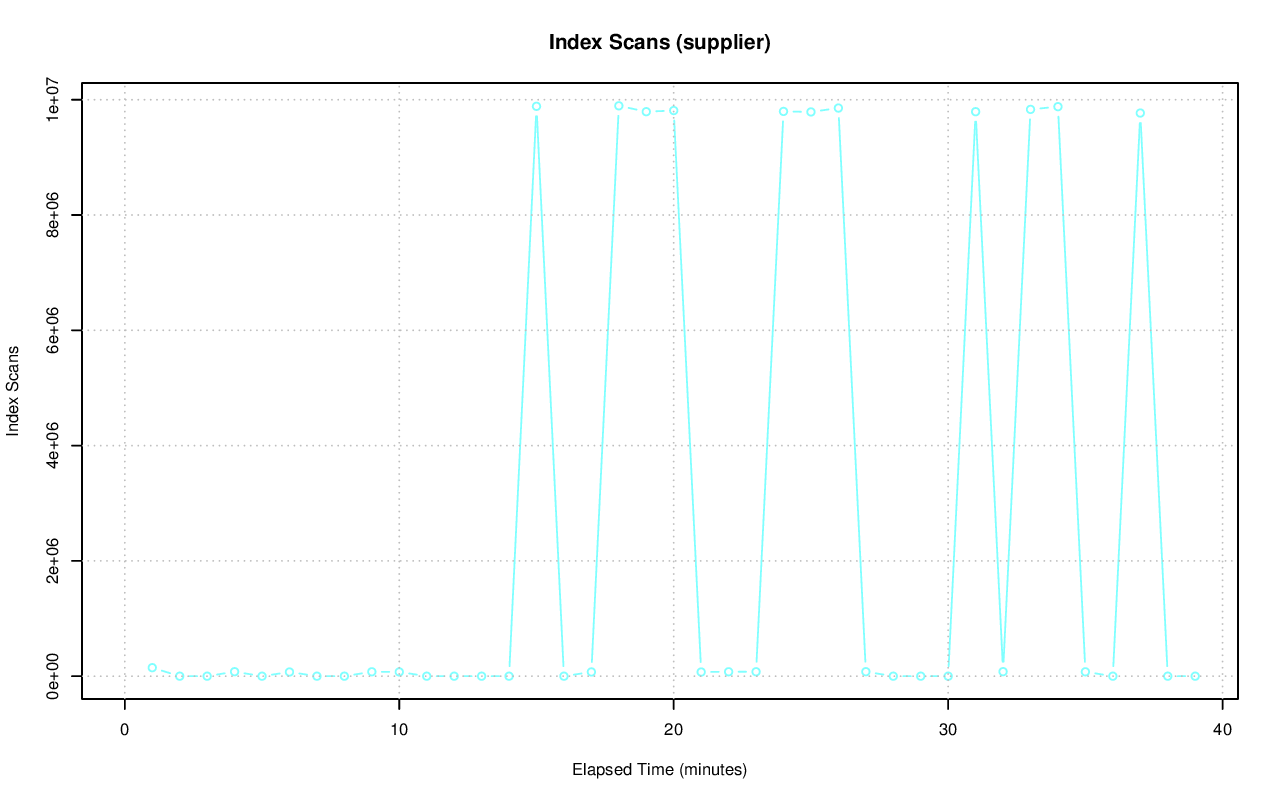 Index Scans (supplier)
1e+07
8e+06
6e+06
4e+06
2e+06
0e+00
Index Scans
0 10 20 30 40
Elapsed Time (minutes)